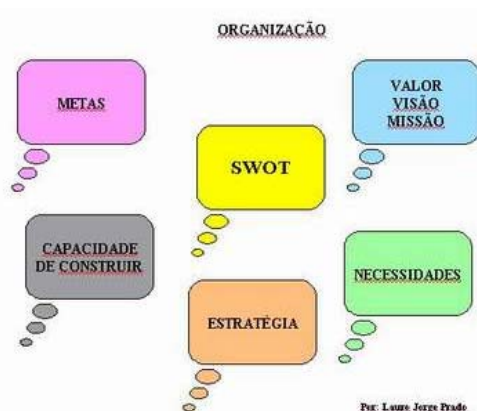 ORGANIZAÇÃO
METAS
VALOR
VISÃO
MISSÃO
SWOT
CAPACIDADE
DE CONSTRUIR
NECESSIDADES
ESTRATÉGIA
Por: Lauro Jorge Prado